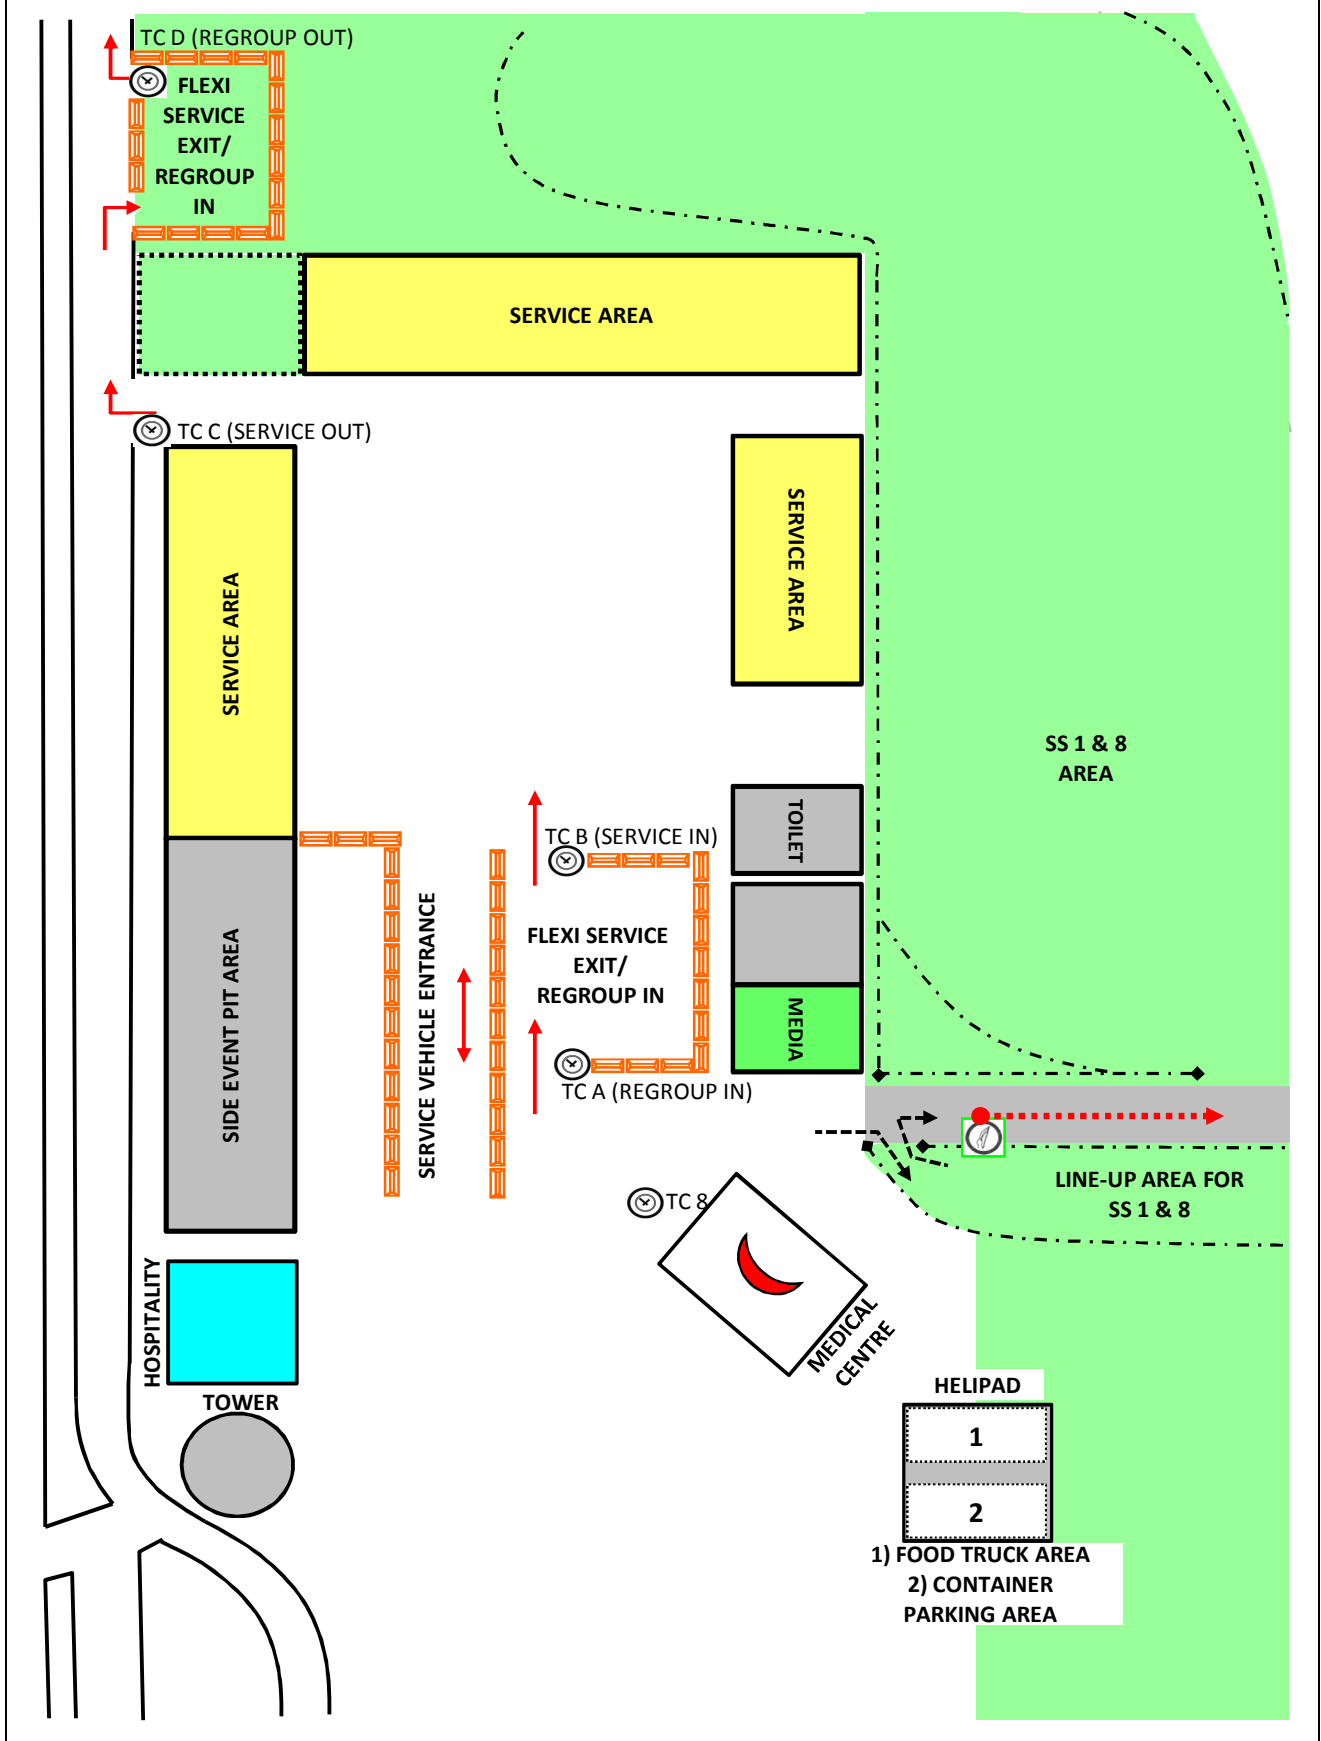 TC D (REGROUP OUT)
FLEXI
SERVICE
EXIT/
REGROUP
IN
SERVICE AREA
TC C (SERVICE OUT)
SERVICE AREA
SERVICE AREA
SS 1 & 8
AREA
TOILET
TC B (SERVICE IN)
SERVICE VEHICLE ENTRANCE
FLEXI SERVICE
EXIT/
REGROUP IN
SIDE EVENT PIT AREA
MEDIA
TC A (REGROUP IN)
LINE-UP AREA FOR
SS 1 & 8
TC 8
HOSPITALITY
MEDICAL
CENTRE
TOWER
HELIPAD
1
2
1) FOOD TRUCK AREA
2) CONTAINER
PARKING AREA